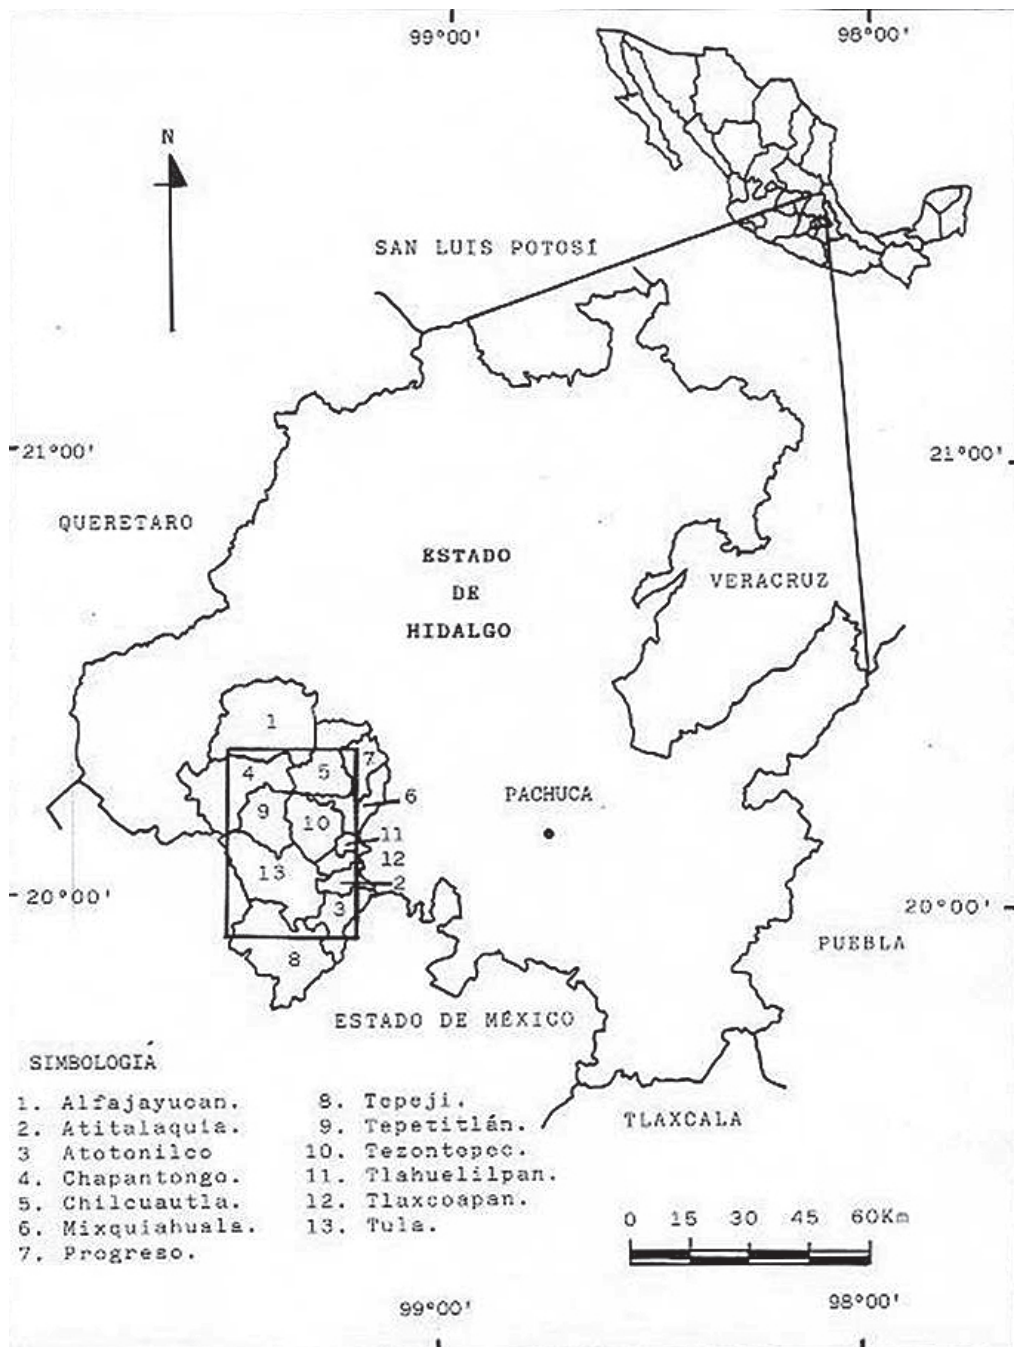 99°00' 98°00'
N
SAN LUIS POTOSÍ
21°00' 21°00'
QUERETARO
ESTADO
DE
HIDALGO
VERACRUZ
1
7
4 5
PACHUCA
6
9
10
11
12
13
2
20°00' 3 20°00'
PUEBLA
8
ESTADO DE MÉXICO
SIMBOLOGIÁ
1. Alfajayucan. 8. Tepeji.
2. Atitalaquia. 9. Tepetitlán.
3 Atotonilco 10. Tezontepec.
4. Chapantongo. 11. Tlahuelilpan.
5. Chilcuautla. 12. Tlaxcoapan.
6. Mixquiahuala. 13. Tula.
7. Progreso.
TLAXCALA
0 15 30 45 60Km
99°00' 98°00'